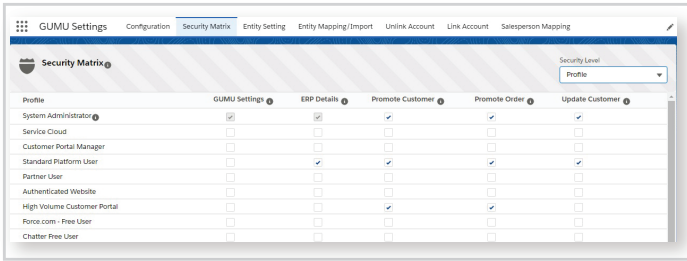 GUMU Settings Configuration Security Matrix Entity Setting Entity Mapping/Import Unlink Account Link Account Salesperson Mapping
Security Matrix
Security Level
Profile
Profile GUMU Settings ERP Details Promote Customer Promote Order Update Customer
System Administrator
Service Cloud
Customer Portal Manager
Standard Platform User
Partner User
Authenticated Website
High Volume Customer Portal
Force.com - Free User
Chatter Free User